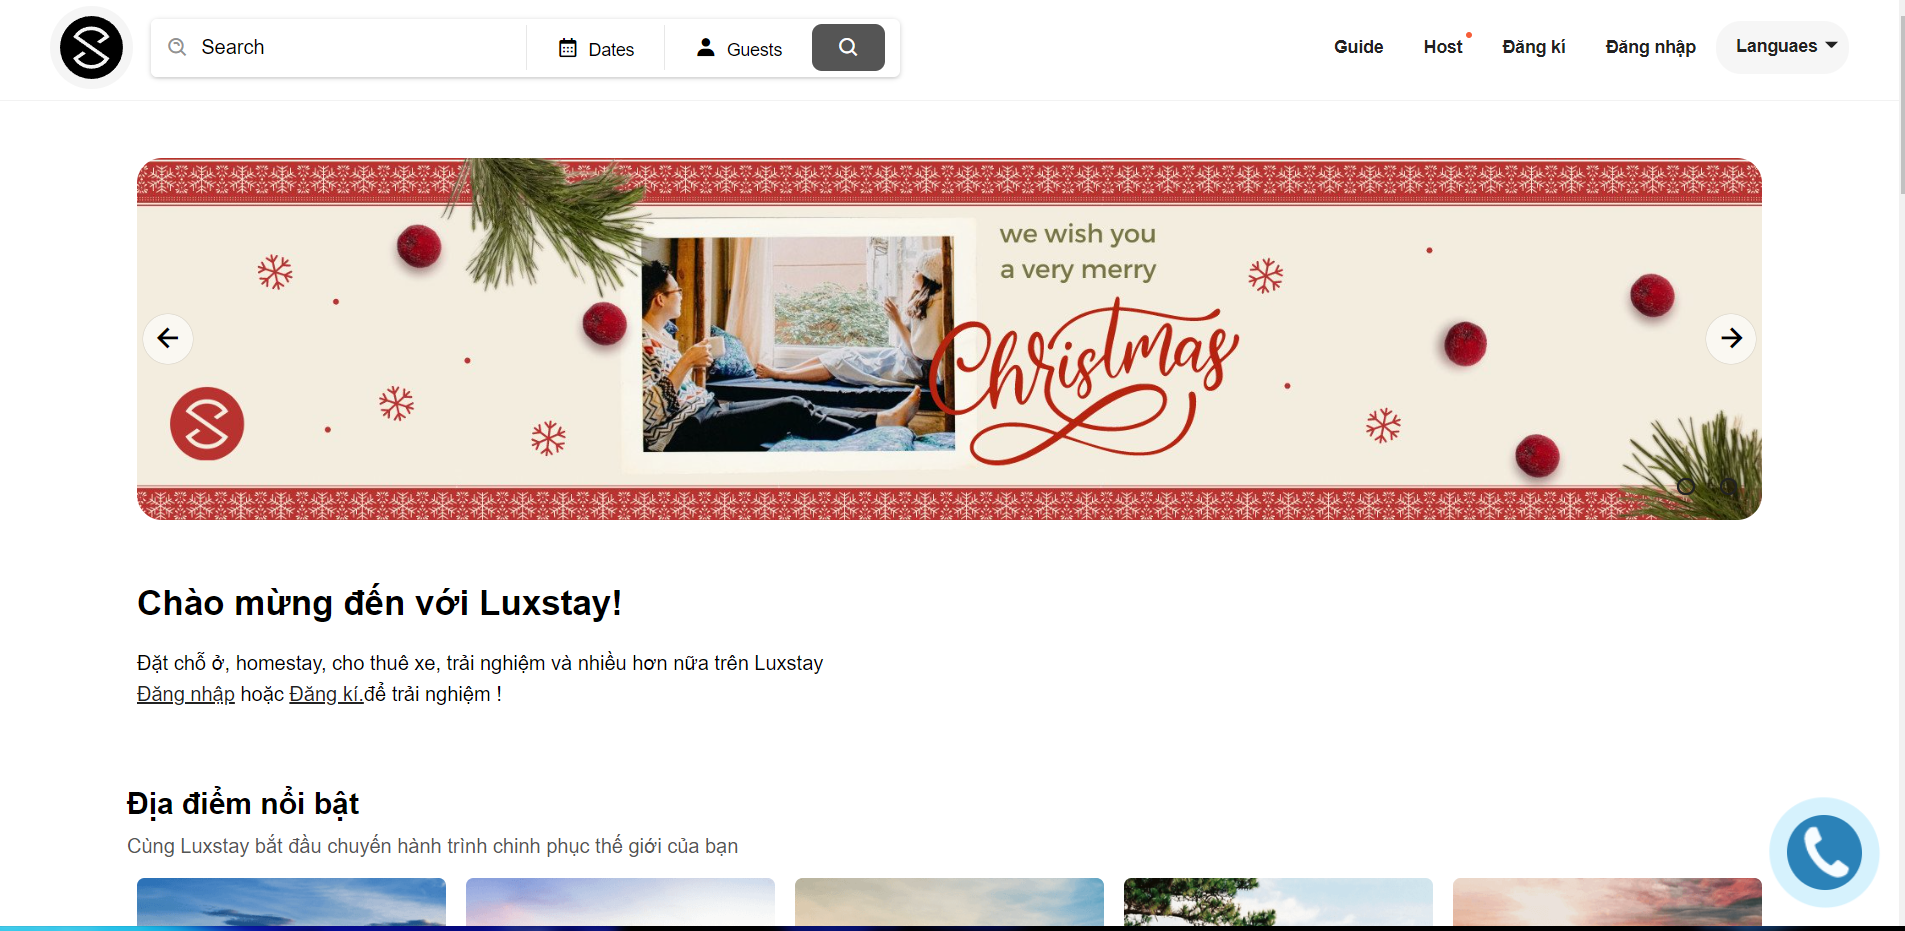 Search
Dates
Guests
Guide
Host
Đăng kí
Đăng nhập
Languaes
we wish you
a very merry
Christmas
Chào mừng đến với Luxstay!
Đặt chỗ ở, homestay, cho thuê xe, trải nghiệm và nhiều hơn nữa trên Luxstay
Đăng nhập hoặc Đăng kí.để trải nghiệm !
Địa điểm nổi bật
Cùng Luxstay bắt đầu chuyến hành trình chinh phục thế giới của bạn